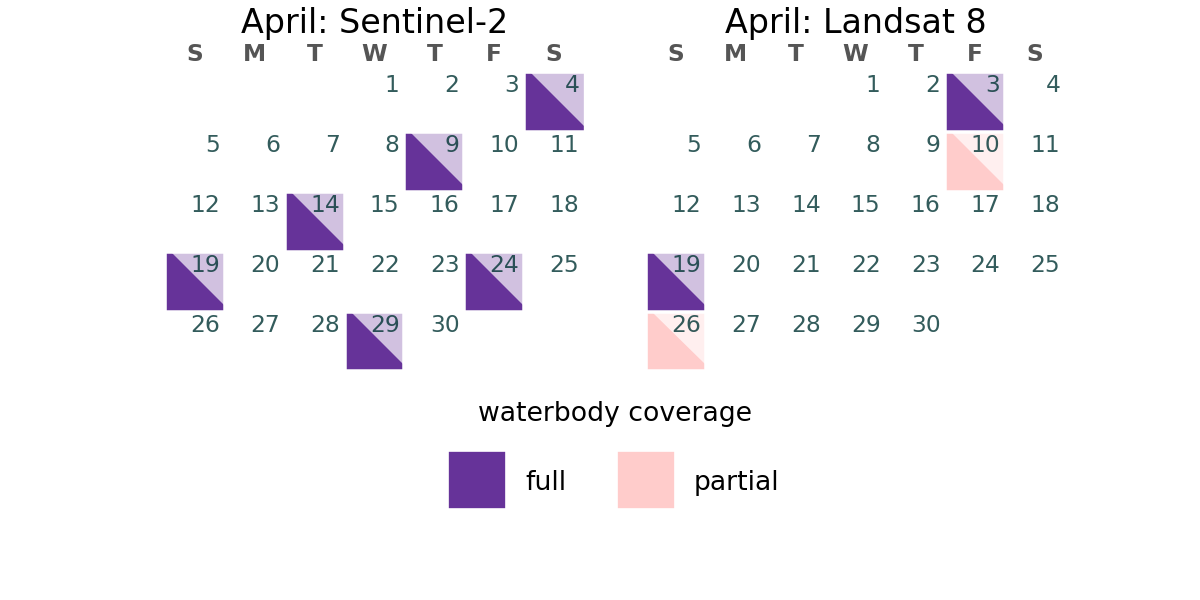 April: Sentinel-2
S M T W T F S
1 2 3 4
5 6 7 8 9 10 11
12 13 14 15 16 17 18
19 20 21 22 23 24 25
26 27 28 29 30
April: Landsat 8
S M T W T F S
1 2 3 4
5 6 7 8 9 10 11
12 13 14 15 16 17 18
19 20 21 22 23 24 25
26 27 28 29 30
waterbody coverage
full
partial